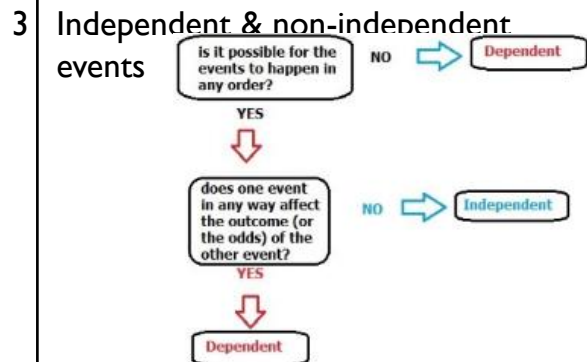 3 Independent & non-independent
events
is it possible for the
events to happen in
any order?
NO
Dependent
YES
does one event
in any way affect
the outcome (or
the odds) of the
other event?
NO
Independent
YES
Dependent